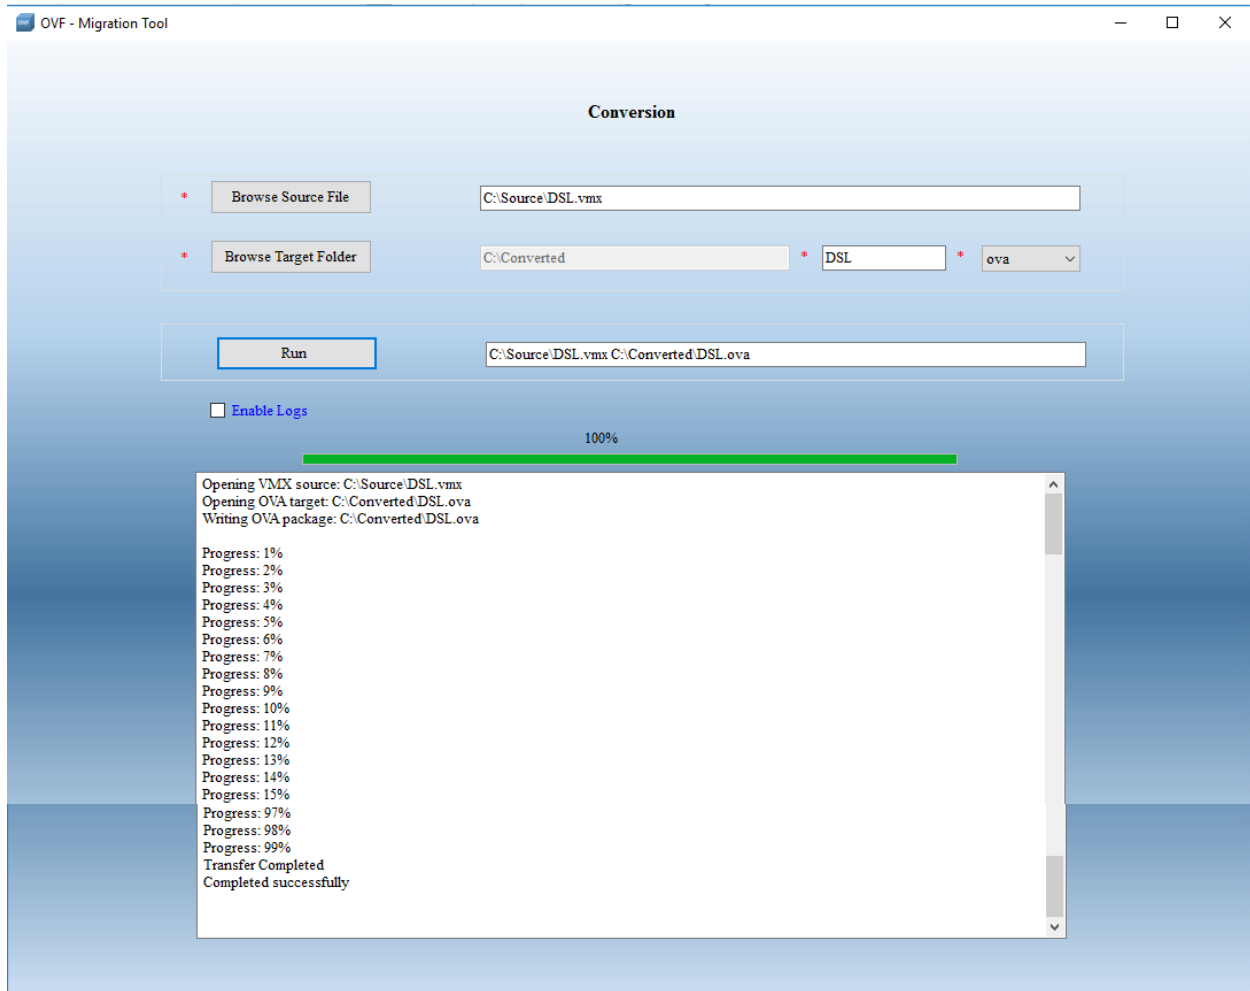 OVF - Migration Tool
Conversion
* Browse Source File C:\Source\DSL.vmx
* Browse Target Folder C:\Converted * DSL * ova
Run C:\Source\DSL.vmx C:\Converted\DSL.ova
Enable Logs
100%
Opening VMX source: C:\Source\DSL.vmx
Opening OVA target: C:\Converted\DSL.ova
Writing OVA package: C:\Converted\DSL.ova
Progress: 1%
Progress: 2%
Progress: 3%
Progress: 4%
Progress: 5%
Progress: 6%
Progress: 7%
Progress: 8%
Progress: 9%
Progress: 10%
Progress: 11%
Progress: 12%
Progress: 13%
Progress: 14%
Progress: 15%
Progress: 97%
Progress: 98%
Progress: 99%
Transfer Completed
Completed successfully